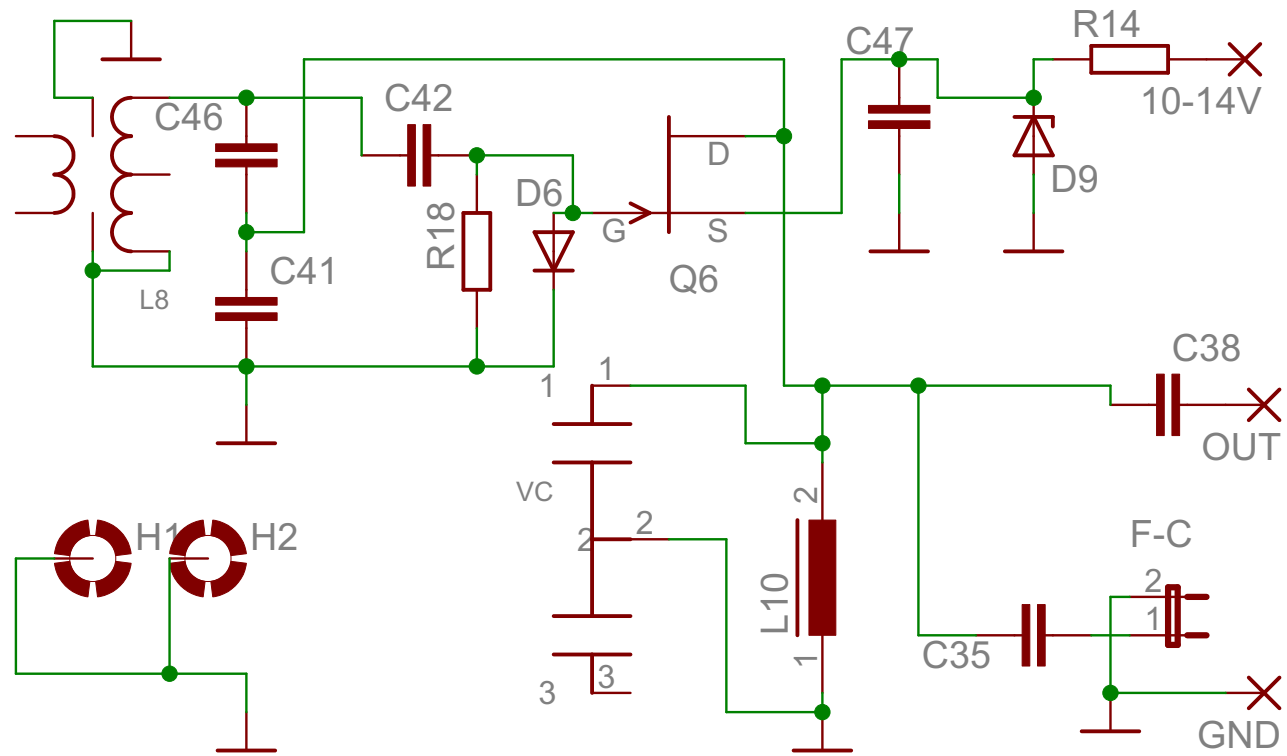 R14
C47
C42
C46
10-14V
D
D6
D9
R18
G
S
C41
Q6
L8
C38
1
1
OUT
VC
2
2
2
H1
H2
F-C
2
L10
1
C35
1
3
3
GND